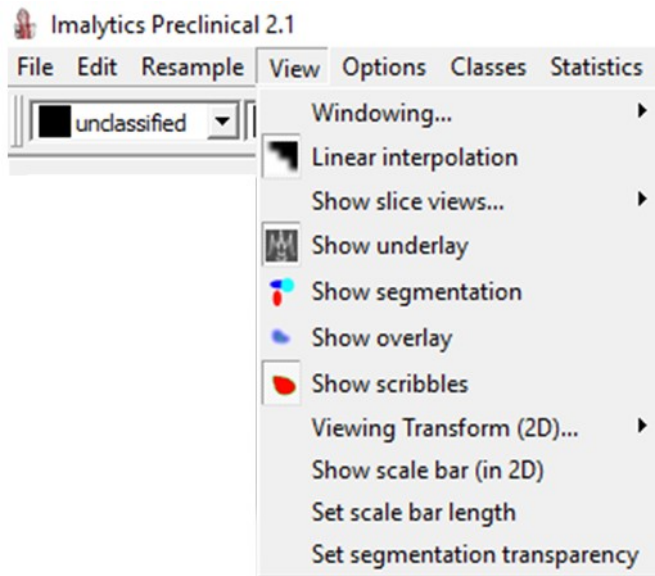 Imalytics Preclinical 2.1
File Edit Resample View Options Classes Statistics
unclassified
Windowing...
Linear interpolation
Show slice views...
Show underlay
Show segmentation
Show overlay
Show scribbles
Viewing Transform (2D)...
Show scale bar (in 2D)
Set scale bar length
Set segmentation transparency